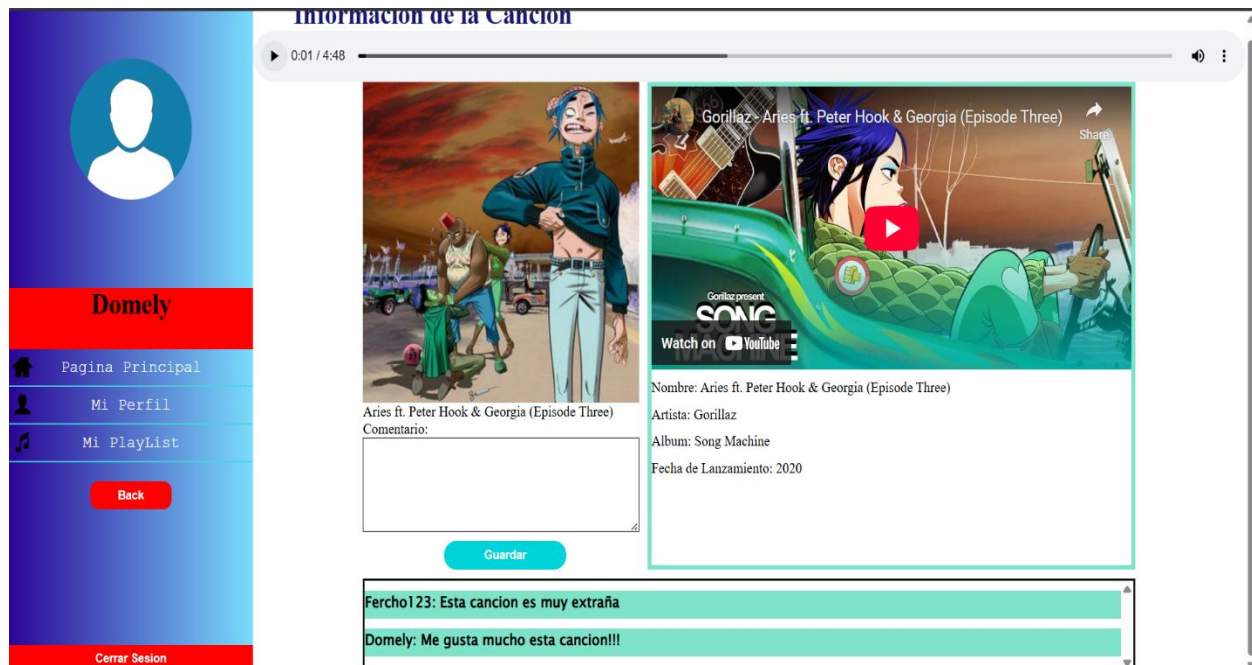 Información de la Canción
0:01 / 4:48
Domely
Pagina Principal
Mi Perfil
Mi PlayList
Back
Cerrar Sesion
Aries ft. Peter Hook & Georgia (Episode Three)
Comentario:
Guardar
Gorillaz - Aries ft. Peter Hook & Georgia (Episode Three)
Share
Gorillaz present
SONG
MACHINE
Watch on YouTube
Nombre: Aries ft. Peter Hook & Georgia (Episode Three)
Artista: Gorillaz
Album: Song Machine
Fecha de Lanzamiento: 2020
Fercho123: Esta cancion es muy extraña
Domely: Me gusta mucho esta cancion!!!